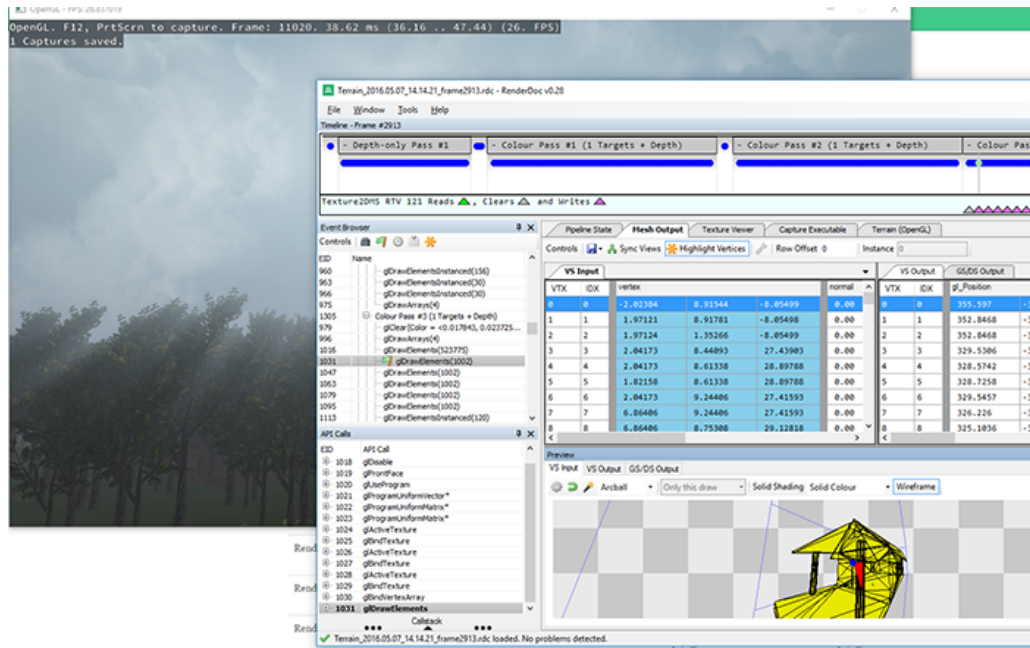 OpenGL - FPS 26.837019
OpenGL. F12, PrtScrn to capture. Frame: 11020. 38.62 ms (36.16 .. 47.44) (26. FPS)
1 Captures saved.
Terrain_2016.05.07_14.14.21_frame2913.rdc - RenderDoc v0.28
File Window Tools Help
Timeline - Frame #2913
- Depth-only Pass #1 - Colour Pass #1 (1 Targets + Depth) - Colour Pass #2 (1 Targets + Depth) - Colour Pas
Texture2DMS RTV 121 Reads , Clears and Writes
Event Browser
Controls
EID Name
960 glDrawElementsInstanced(156)
963 glDrawElementsInstanced(30)
966 glDrawElementsInstanced(30)
975 glDrawArrays(4)
1305 Colour Pass #3 (1 Targets + Depth)
979 glClear(Color = <0.017843, 0.023725...
996 glDrawArrays(4)
1016 glDrawElements(523775)
1031 glDrawElements(1002)
1047 glDrawElements(1002)
1063 glDrawElements(1002)
1079 glDrawElements(1002)
1095 glDrawElements(1002)
1113 glDrawElementsInstanced(120)
API Calls
EID API Call
1018 glDisable
1019 glFrontFace
1020 glUseProgram
1021 glProgramUniformVector*
1022 glProgramUniformMatrix*
1023 glProgramUniformMatrix*
1024 glActiveTexture
1025 glBindTexture
1026 glActiveTexture
1027 glBindTexture
1028 glActiveTexture
1029 glBindTexture
1030 glBindVertexArray
1031 glDrawElements
Callstack
Pipeline State Mesh Output Texture Viewer Capture Executable Terrain (OpenGL)
Controls Sync Views Highlight Vertices Row Offset 0 Instance 0
VS Input
VTX IDX vertex normal
0 0 -2.02384 8.91544 -8.05499 0.00
1 1 1.97121 8.91781 -8.05498 0.00
2 2 1.97124 1.35266 -8.05499 0.00
3 3 2.04173 8.44093 27.43903 0.00
4 4 2.04173 8.61338 28.89788 0.00
5 5 1.82158 8.61338 28.89788 0.00
6 6 2.04173 9.24406 27.41593 0.00
7 7 6.86406 9.24406 27.41593 0.00
8 8 6.86406 8.75308 29.12818 0.00
VS Output GS/DS Output
VTX IDX gl_Position
0 0 355.597
1 1 352.8468
2 2 352.8468
3 3 329.5306
4 4 328.5742
5 5 328.7258
6 6 329.5457
7 7 326.226
8 8 325.1036
Preview
VS Input VS Output GS/DS Output
Arcball Only this draw Solid Shading Solid Colour Wireframe
Rend
Rend
Rend
Terrain_2016.05.07_14.14.21_frame2913.rdc loaded. No problems detected.